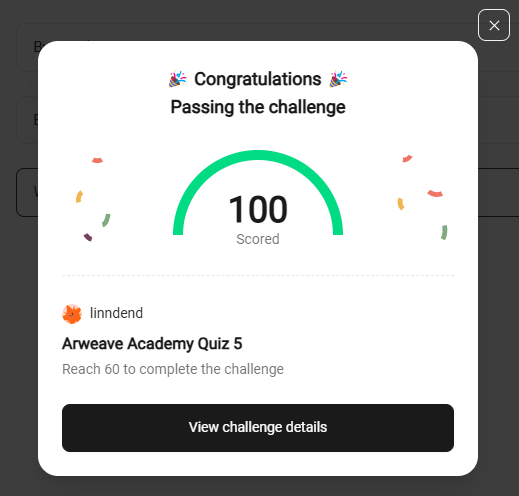 Congratulations
Passing the challenge
100
Scored
linndend
Arweave Academy Quiz 5
Reach 60 to complete the challenge
View challenge details